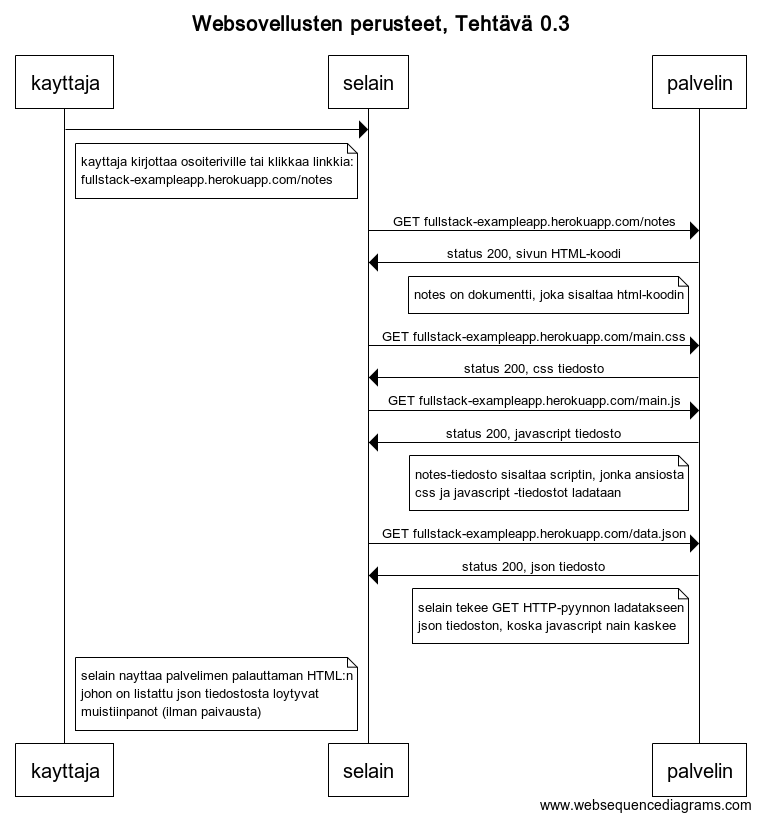 Websovellusten perusteet, Tehtävä 0.3
kayttaja
selain
palvelin
kayttaja kirjottaa osoiteriville tai klikkaa linkkia:
fullstack-exampleapp.herokuapp.com/notes
GET fullstack-exampleapp.herokuapp.com/notes
status 200, sivun HTML-koodi
notes on dokumentti, joka sisaltaa html-koodin
GET fullstack-exampleapp.herokuapp.com/main.css
status 200, css tiedosto
GET fullstack-exampleapp.herokuapp.com/main.js
status 200, javascript tiedosto
notes-tiedosto sisaltaa scriptin, jonka ansiosta
css ja javascript -tiedostot ladataan
GET fullstack-exampleapp.herokuapp.com/data.json
status 200, json tiedosto
selain tekee GET HTTP-pyynnon ladatakseen
json tiedoston, koska javascript nain kaskee
selain nayttaa palvelimen palauttaman HTML:n
johon on listattu json tiedostosta loytyvat
muistiinpanot (ilman paivausta)
kayttaja
selain
palvelin
www.websequencediagrams.com